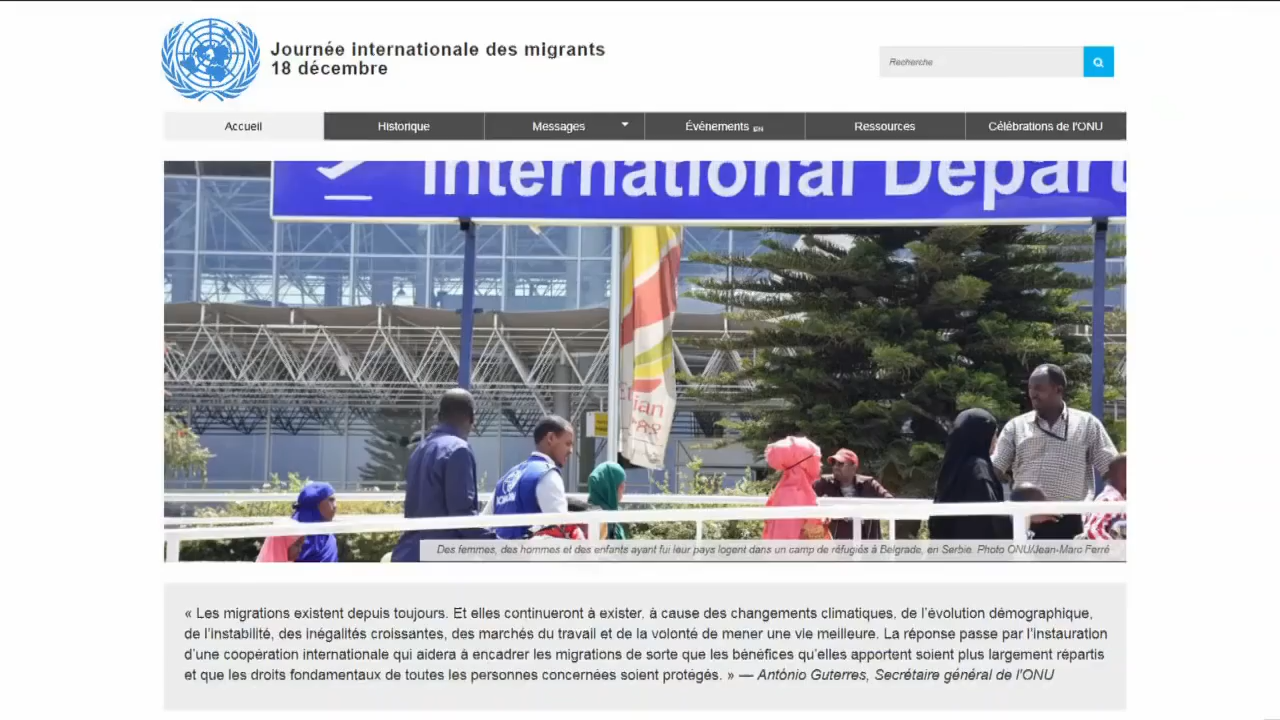 Journée internationale des migrants
18 décembre
Recherche
Accueil
Historique
Messages
Événements EN
Ressources
Célébrations de l'ONU
International Depart
Des femmes, des hommes et des enfants ayant fui leur pays logent dans un camp de réfugiés à Belgrade, en Serbie. Photo ONU/Jean-Marc Ferré
« Les migrations existent depuis toujours. Et elles continueront à exister, à cause des changements climatiques, de l'évolution démographique,
de l'instabilité, des inégalités croissantes, des marchés du travail et de la volonté de mener une vie meilleure. La réponse passe par l'instauration
d'une coopération internationale qui aidera à encadrer les migrations de sorte que les bénéfices qu'elles apportent soient plus largement répartis
et que les droits fondamentaux de toutes les personnes concernées soient protégés. » — António Guterres, Secrétaire général de l'ONU